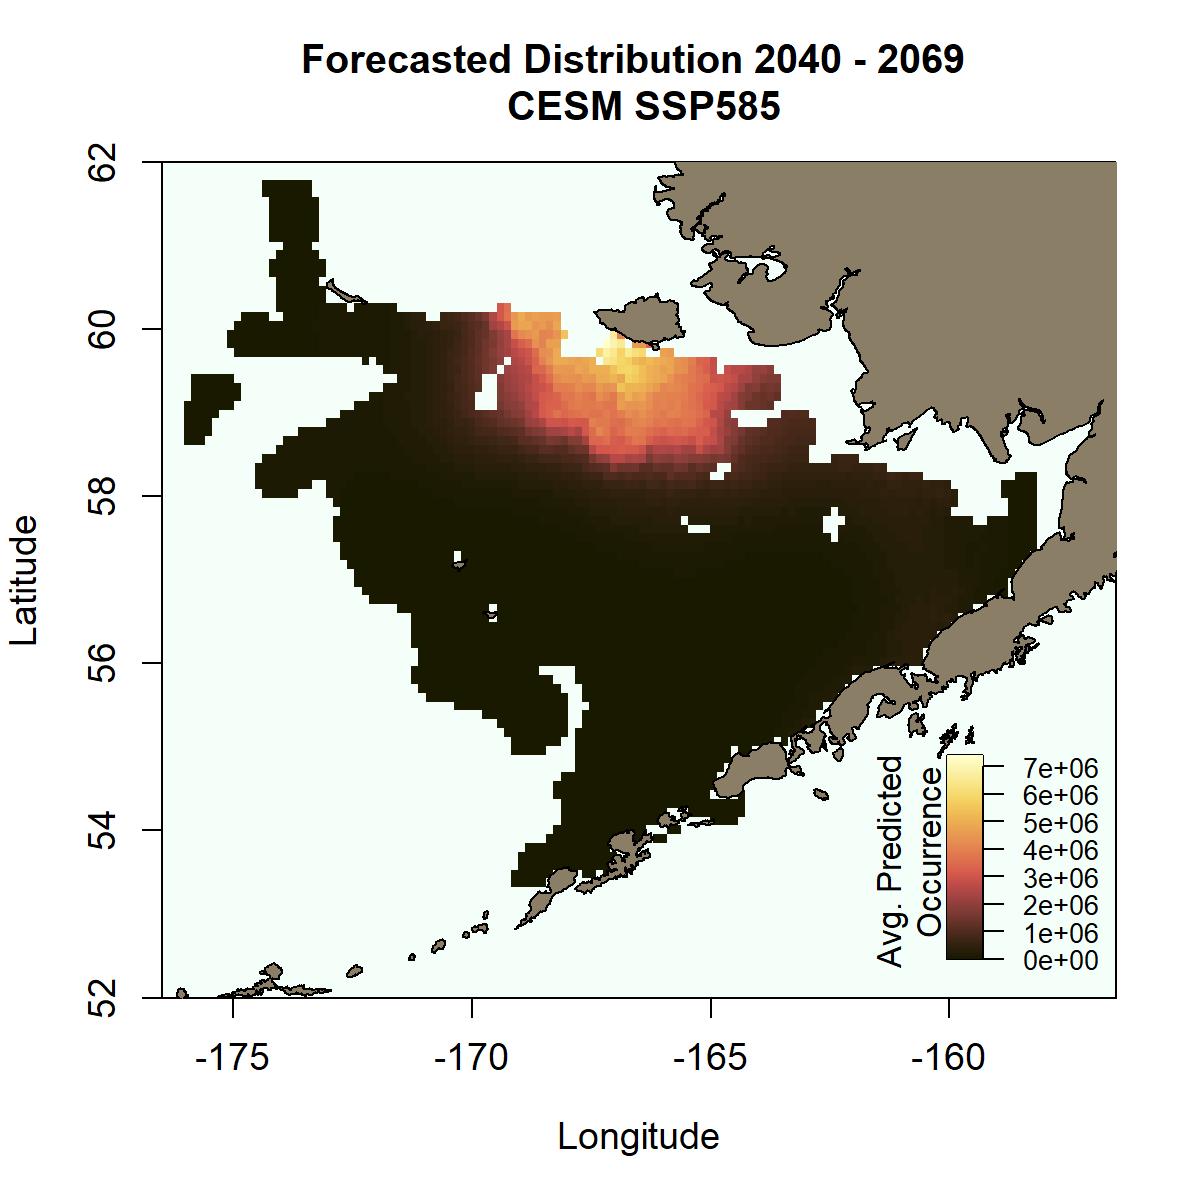 Forecasted Distribution 2040 - 2069
CESM SSP585
62
60
58
56
54
52
Latitude
-175
-170
-165
-160
Longitude
Avg. Predicted
Occurrence
7e+06
6e+06
5e+06
4e+06
3e+06
2e+06
1e+06
0e+00